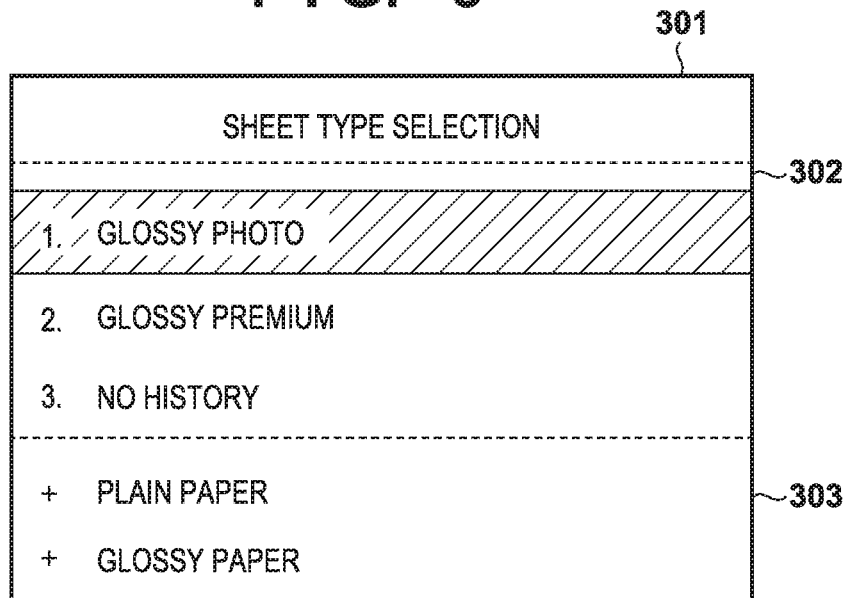 301
SHEET TYPE SELECTION
302
1. GLOSSY PHOTO
2. GLOSSY PREMIUM
3. NO HISTORY
+ PLAIN PAPER
303
+ GLOSSY PAPER